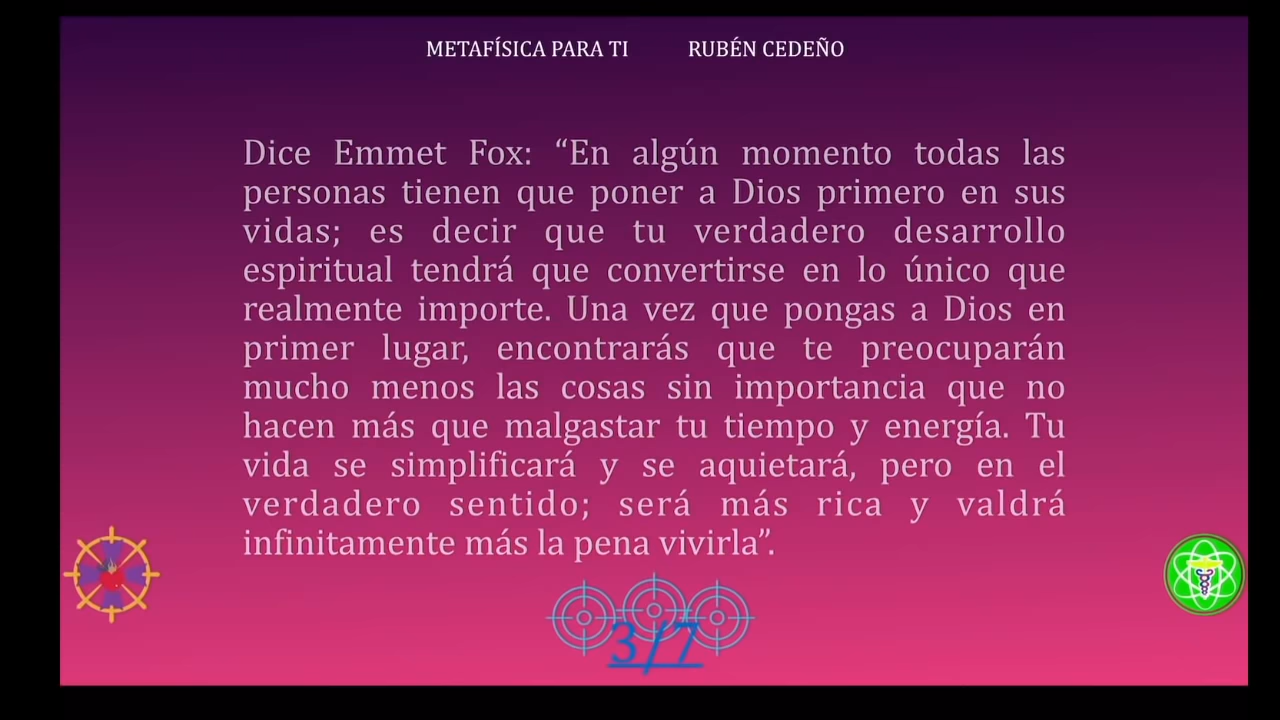 METAFÍSICA PARA TI RUBÉN CEDEÑO
Dice Emmet Fox: “En algún momento todas las
personas tienen que poner a Dios primero en sus
vidas; es decir que tu verdadero desarrollo
espiritual tendrá que convertirse en lo único que
realmente importe. Una vez que pongas a Dios en
primer lugar, encontrarás que te preocuparán
mucho menos las cosas sin importancia que no
hacen más que malgastar tu tiempo y energía. Tu
vida se simplificará y se aquietará, pero en el
verdadero sentido; será más rica y valdrá
infinitamente más la pena vivirla”.
3/7